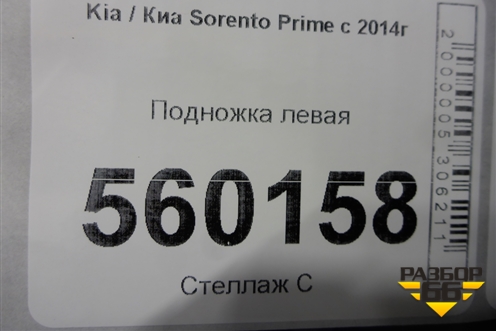 Kia / Киа Sorento Prime с 2014г
Подножка левая
560158
Стеллаж С
2000005306211
РАЗБОР
66